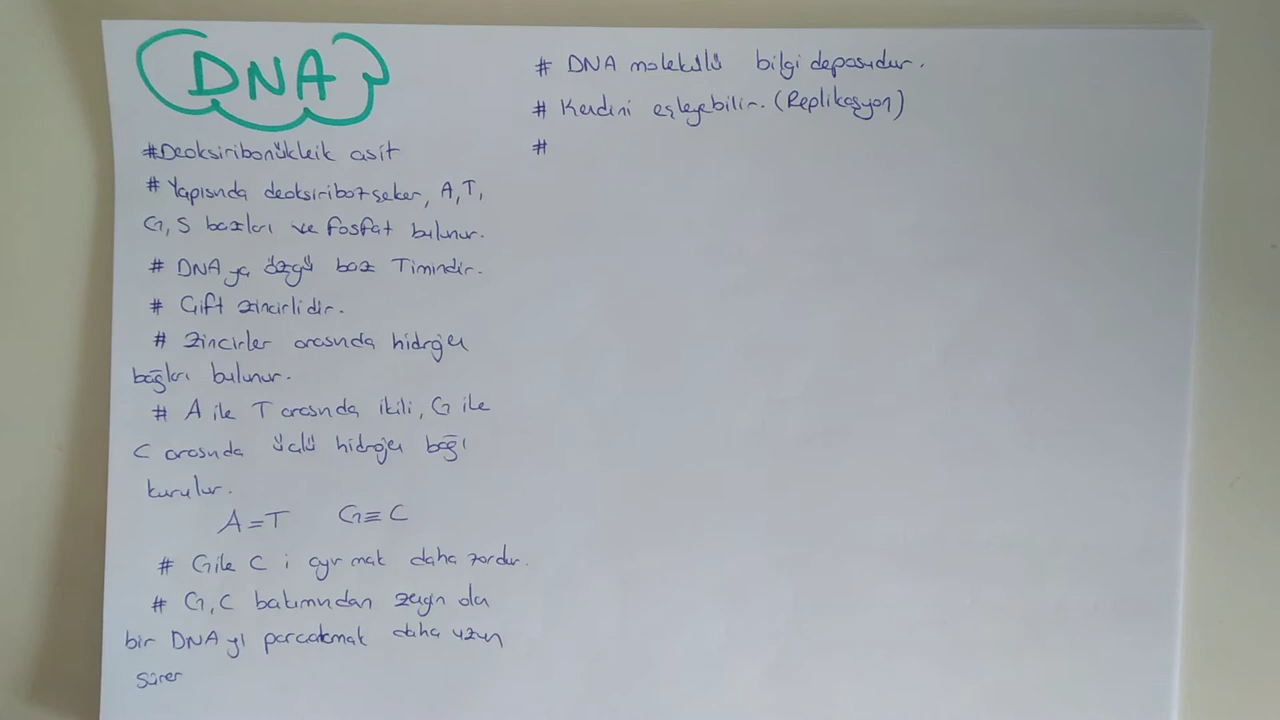 DNA
#Deoksiribonükleik asit
# Yapısında deoksiriboz şeker, A,T,
G,S bazları ve fosfat bulunur.
# DNA ya özgü baz Timindir.
# Çift zincirlidir.
# Zincirler arasında hidrojen
bağları bulunur.
# A ile T arasında ikili, G ile
C arasında üçlü hidrojen bağı
kurulur.
A=T G≡C
# G ile C i ayırmak daha zordur.
# G,C bakımından zengin olan
bir DNA yı parçalamak daha uzun
sürer
# DNA molekülü bilgi deposudur.
# Kendini eşleyebilir. (Replikasyon)
#